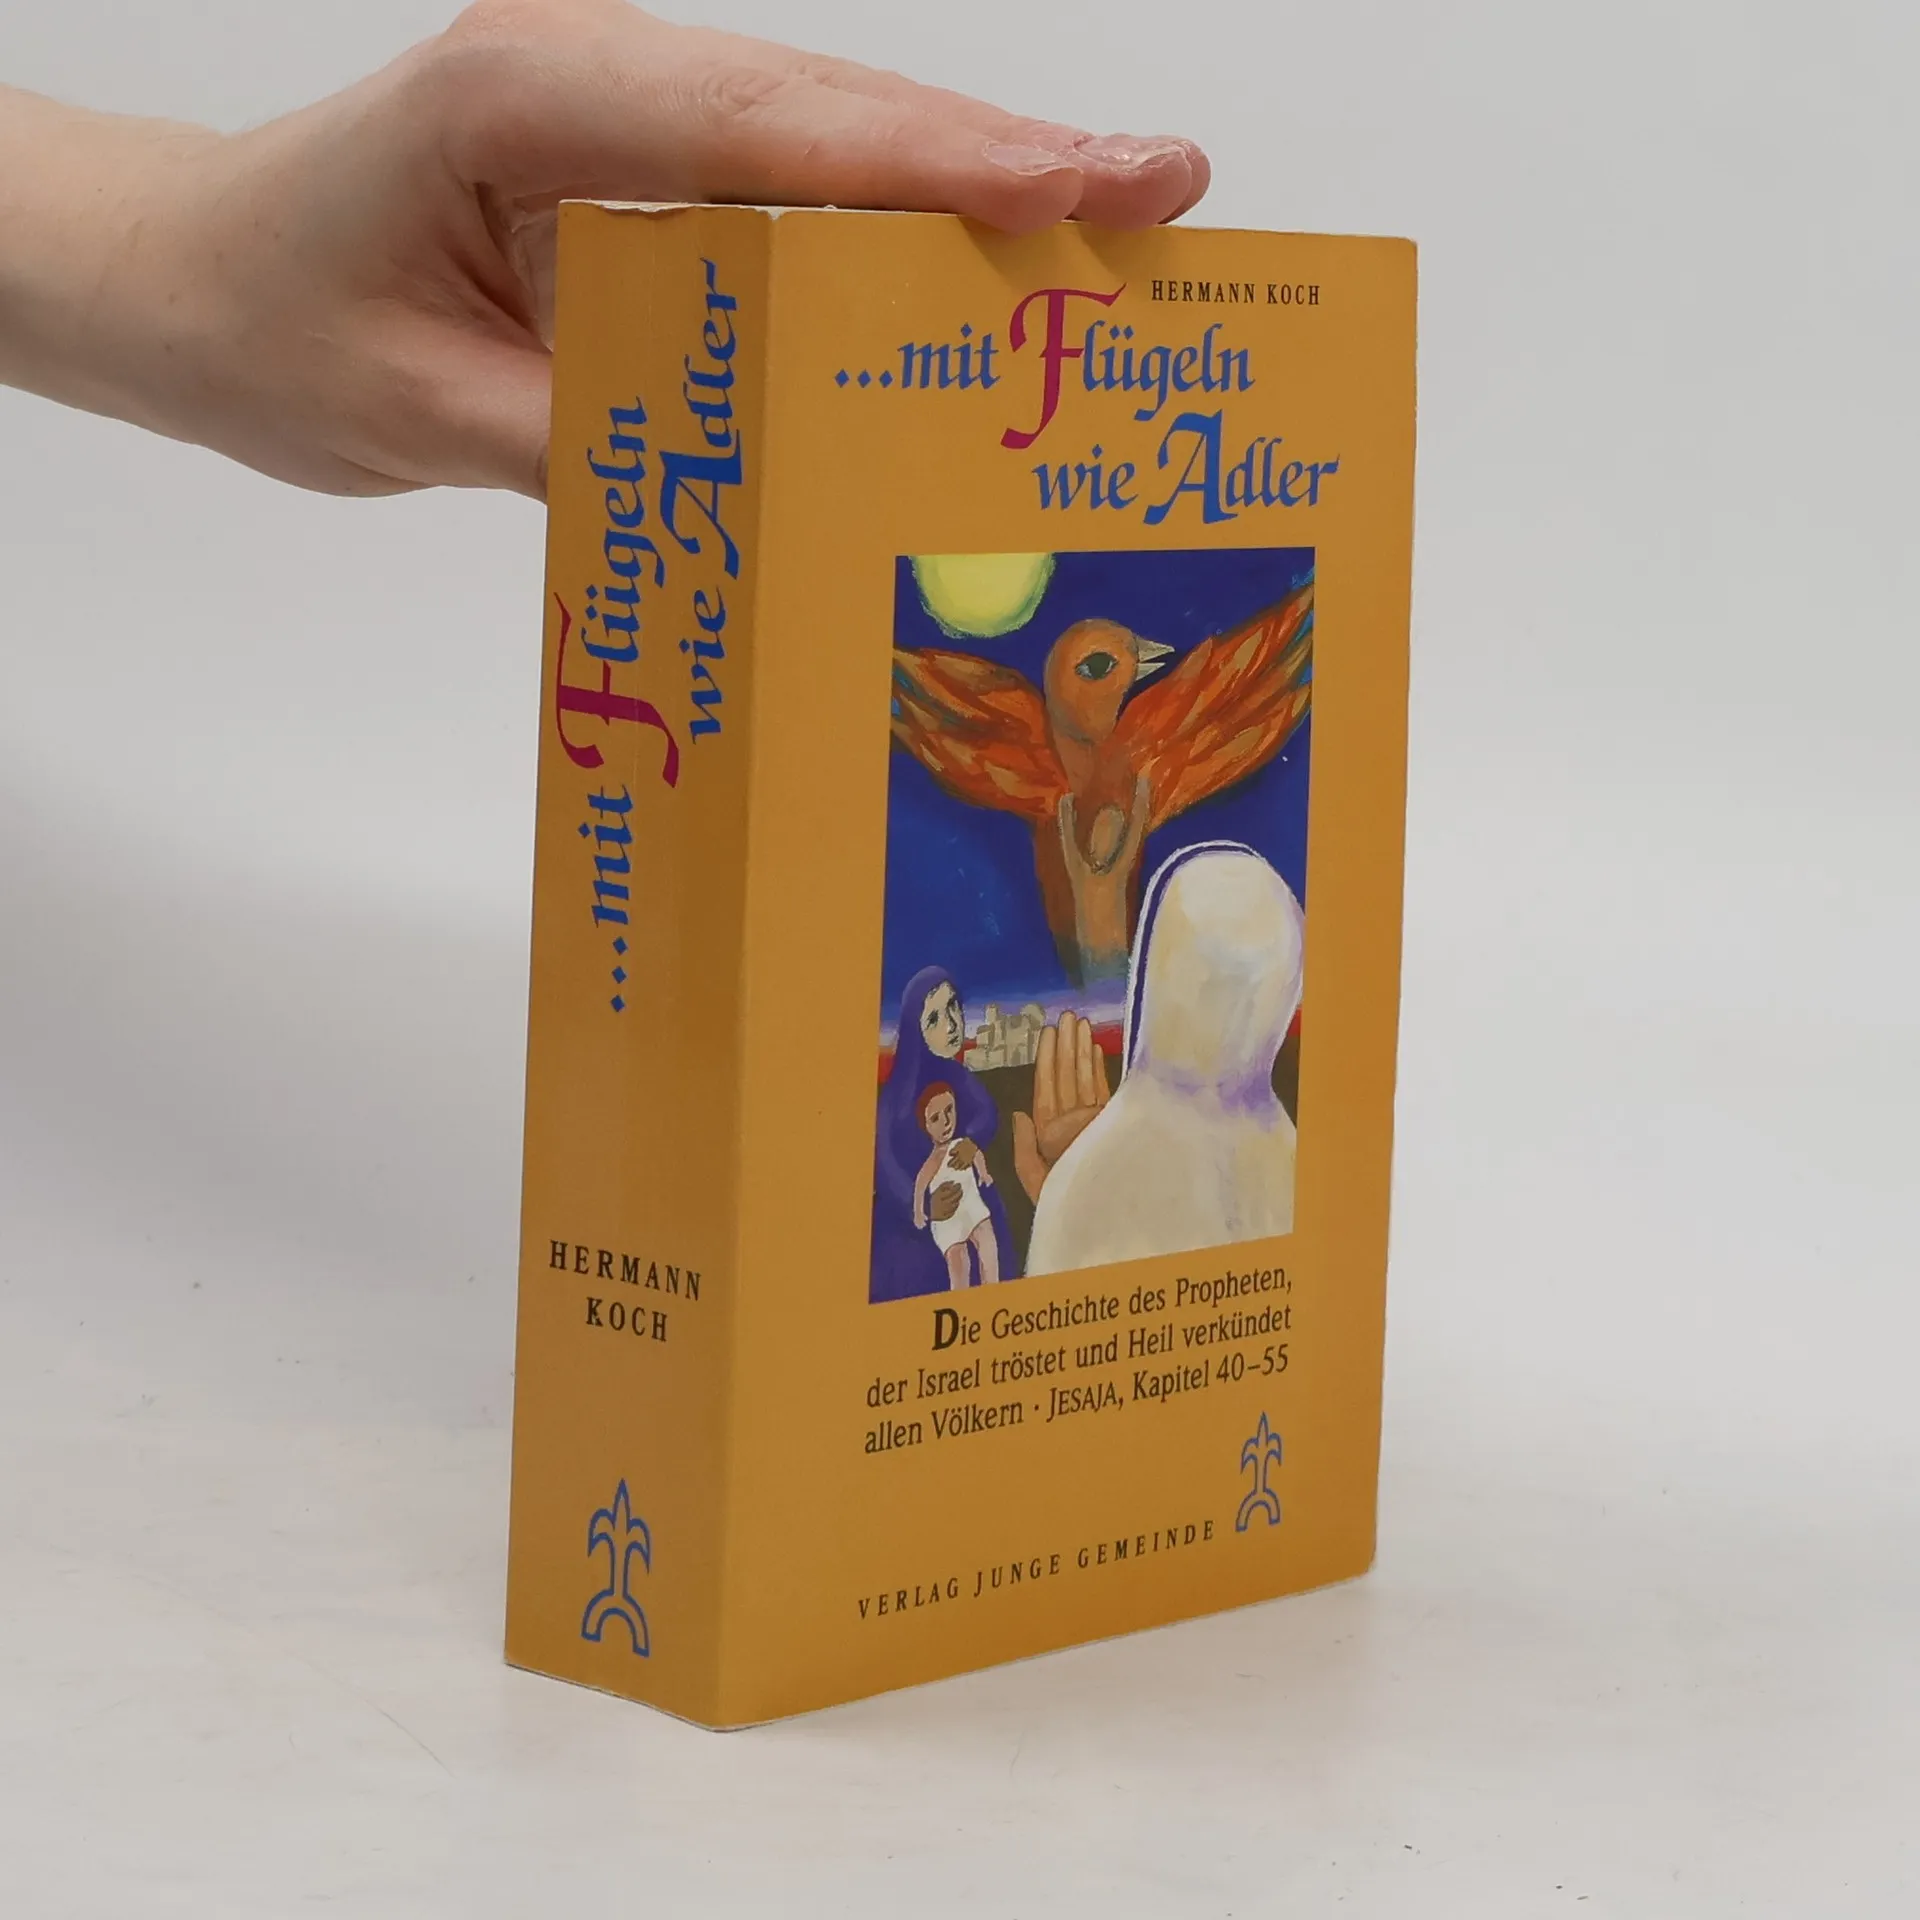 ...mit Flügeln
wie Adler
HERMANN
KOCH
HERMANN KOCH
...mit Flügeln
wie Adler
Die Geschichte des Propheten,
der Israel tröstet und Heil verkündet
allen Völkern · JESAJA, Kapitel 40–55
VERLAG JUNGE GEMEINDE